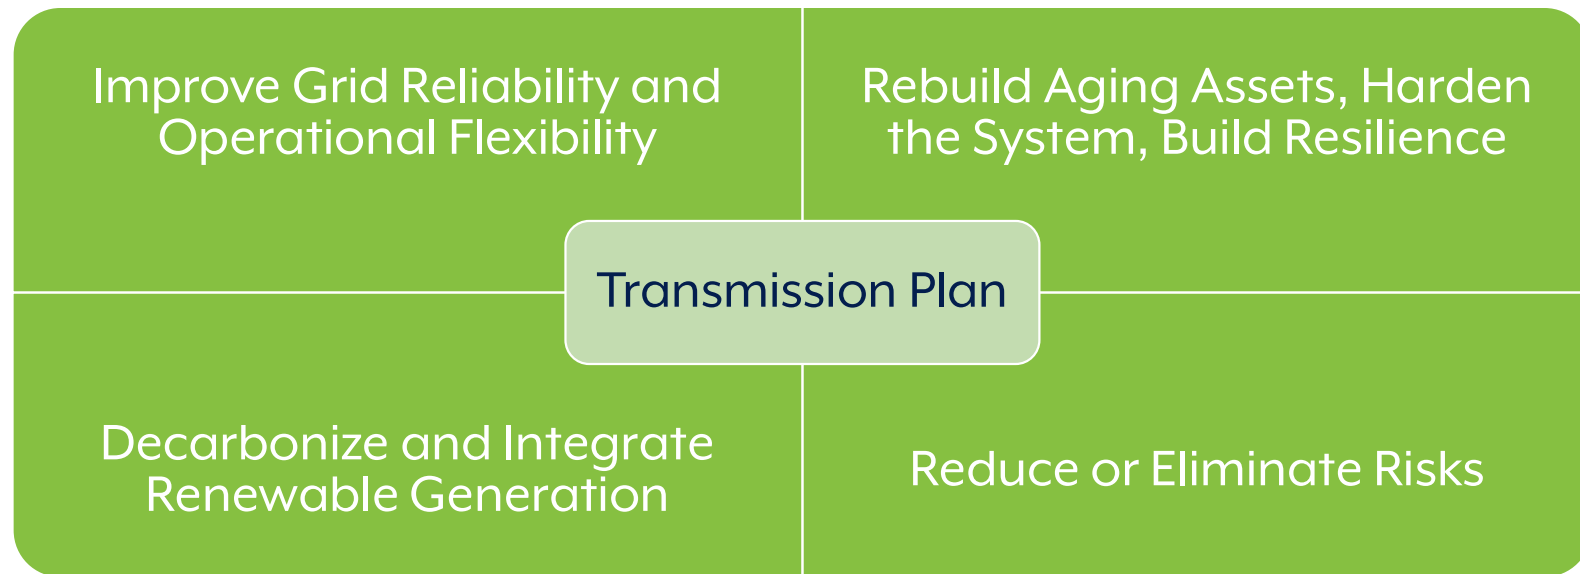 Improve Grid Reliability and
Operational Flexibility
Rebuild Aging Assets, Harden
the System, Build Resilience
Transmission Plan
Decarbonize and Integrate
Renewable Generation
Reduce or Eliminate Risks